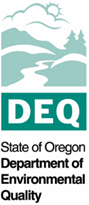 DEQ
State of Oregon
Department of
Environmental
Quality